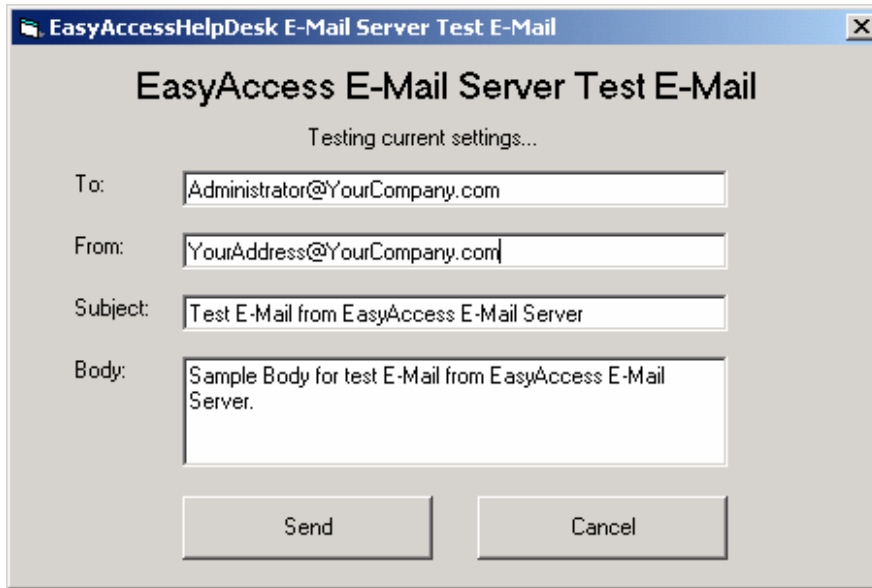 EasyAccessHelpDesk E-Mail Server Test E-Mail
EasyAccess E-Mail Server Test E-Mail
Testing current settings...
To:
Administrator@YourCompany.com
From:
YourAddress@YourCompany.com
Subject:
Test E-Mail from EasyAccess E-Mail Server
Body:
Sample Body for test E-Mail from EasyAccess E-Mail
Server.
Send
Cancel